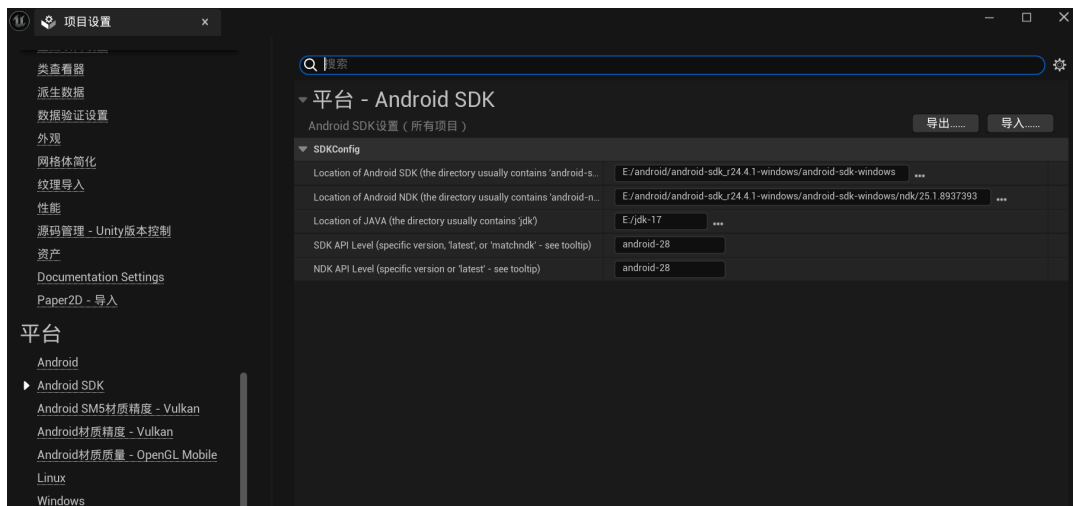 项目设置
类查看器
派生数据
数据验证设置
外观
网格体简化
纹理导入
性能
源码管理 - Unity版本控制
资产
Documentation Settings
Paper2D - 导入
平台
Android
Android SDK
Android SM5材质精度 - Vulkan
Android材质精度 - Vulkan
Android材质质量 - OpenGL Mobile
Linux
Windows
搜索
平台 - Android SDK
Android SDK设置（所有项目）
导出......
导入......
SDKConfig
Location of Android SDK (the directory usually contains 'android-s...
E:/android/android-sdk_r24.4.1-windows/android-sdk-windows
Location of Android NDK (the directory usually contains 'android-n...
E:/android/android-sdk_r24.4.1-windows/android-sdk-windows/ndk/25.1.8937393
Location of JAVA (the directory usually contains 'jdk')
E:/jdk-17
SDK API Level (specific version, 'latest', or 'matchndk' - see tooltip)
android-28
NDK API Level (specific version or 'latest' - see tooltip)
android-28